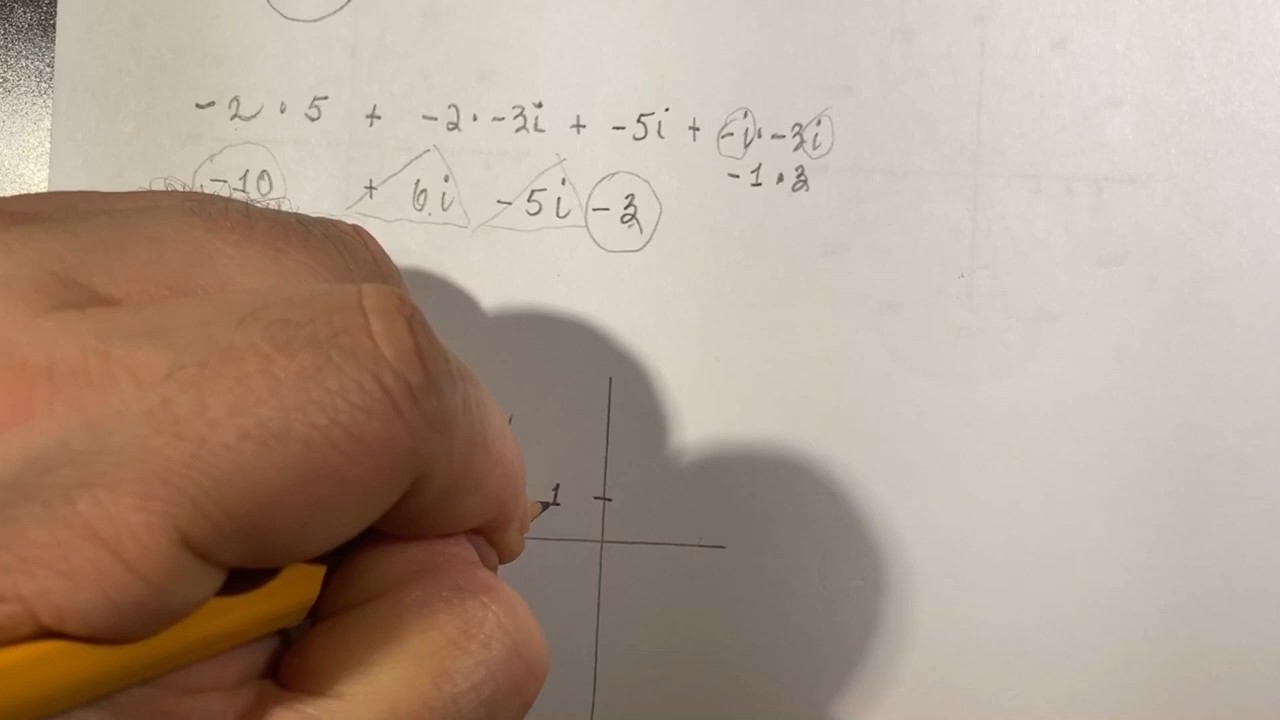 -2 · 5 + -2 · -3i + -5i + -i · -3i
-1 · 3
-10 + 6i -5i -3
1